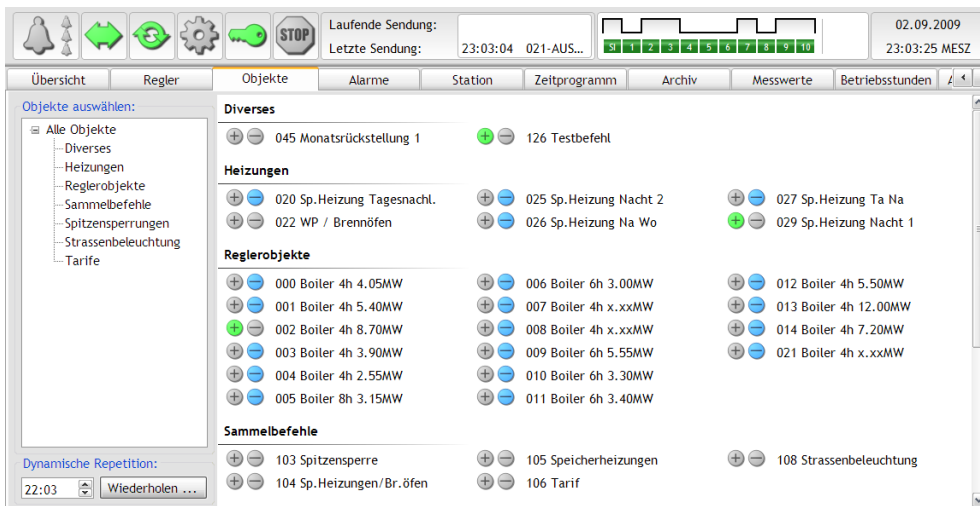 STOP
Laufende Sendung:
Letzte Sendung: 23:03:04 021-AUS...
SI 1 2 3 4 5 6 7 8 9 10
02.09.2009
23:03:25 MESZ
Übersicht Regler Objekte Alarme Station Zeitprogramm Archiv Messwerte Betriebsstunden
Objekte auswählen:
Alle Objekte
Diverses
Heizungen
Reglerobjekte
Sammelbefehle
Spitzensperrungen
Strassenbeleuchtung
Tarife
Dynamische Repetition:
22:03 Wiederholen ...
Diverses
045 Monatsrückstellung 1 126 Testbefehl
Heizungen
020 Sp.Heizung Tagesnachl. 025 Sp.Heizung Nacht 2 027 Sp.Heizung Ta Na
022 WP / Brennöfen 026 Sp.Heizung Na Wo 029 Sp.Heizung Nacht 1
Reglerobjekte
000 Boiler 4h 4.05MW 006 Boiler 6h 3.00MW 012 Boiler 4h 5.50MW
001 Boiler 4h 5.40MW 007 Boiler 4h x.xxMW 013 Boiler 4h 12.00MW
002 Boiler 4h 8.70MW 008 Boiler 4h x.xxMW 014 Boiler 4h 7.20MW
003 Boiler 4h 3.90MW 009 Boiler 6h 5.55MW 021 Boiler 4h x.xxMW
004 Boiler 4h 2.55MW 010 Boiler 6h 3.30MW
005 Boiler 8h 3.15MW 011 Boiler 6h 3.40MW
Sammelbefehle
103 Spitzensperre 105 Speicherheizungen 108 Strassenbeleuchtung
104 Sp.Heizungen/Br.öfen 106 Tarif